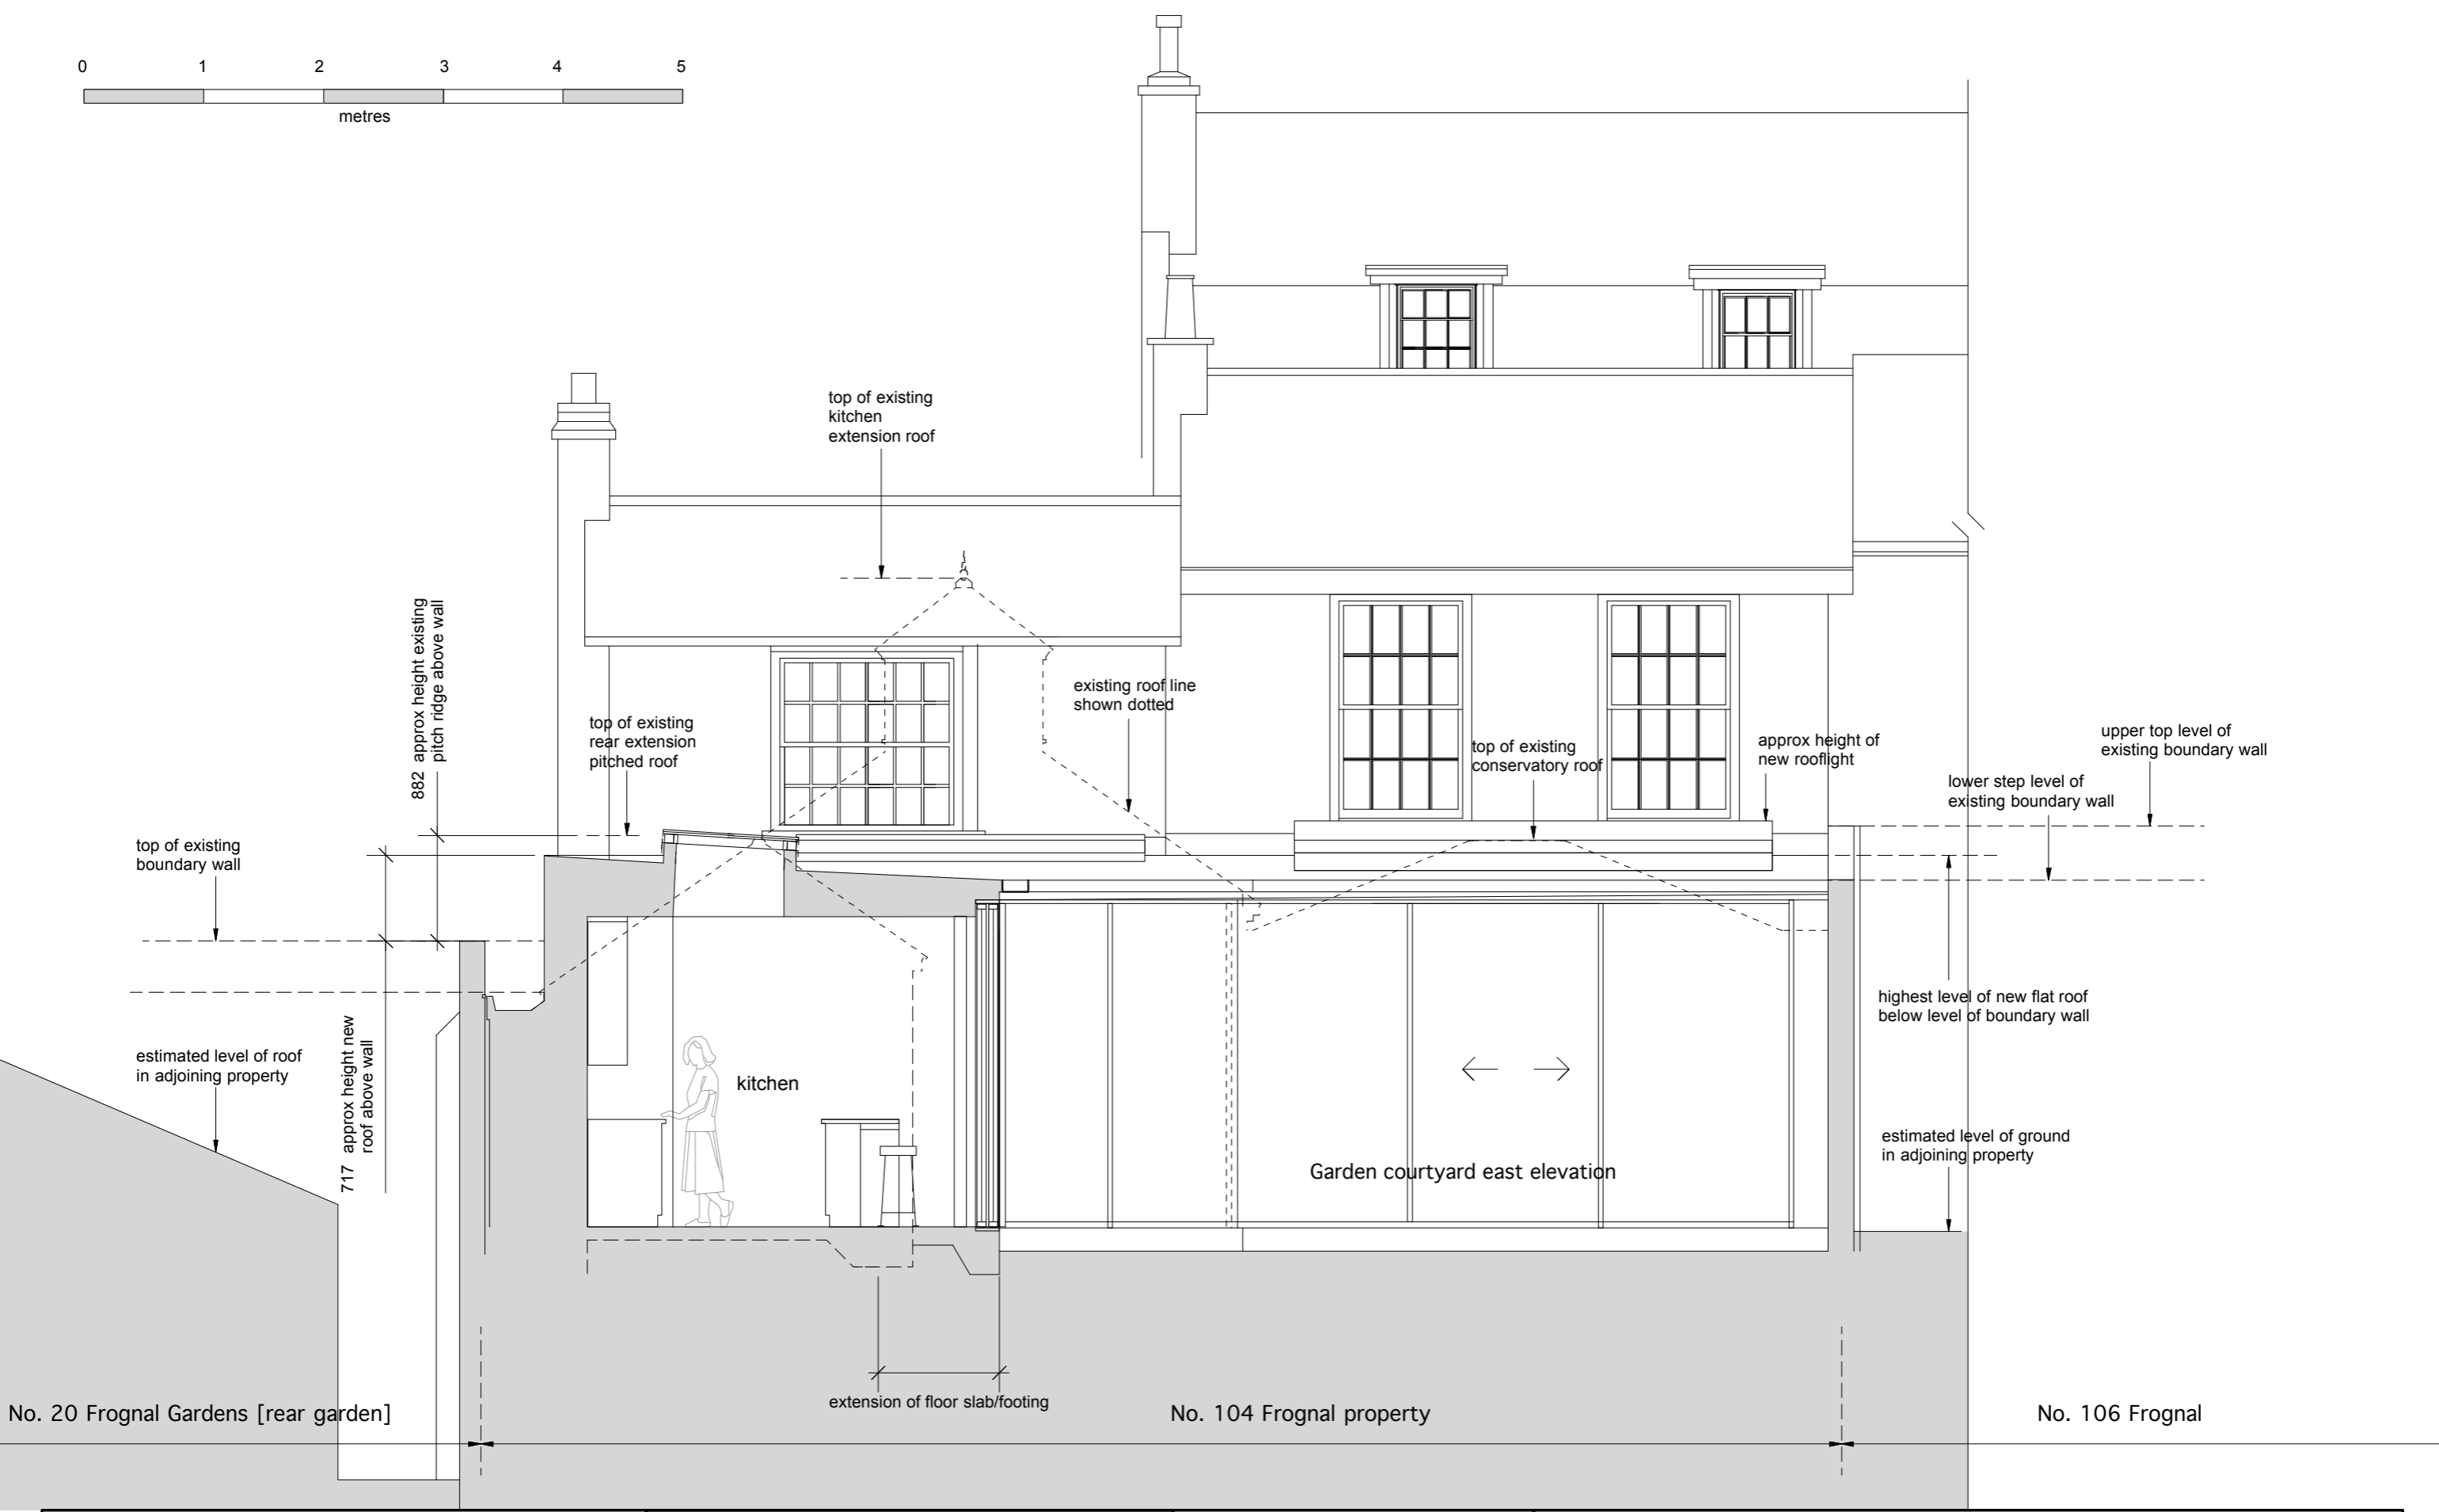 0 1 2 3 4 5
metres
top of existing
kitchen
extension roof
882 approx height existing
pitch ridge above wall
top of existing
rear extension
pitched roof
existing roof line
shown dotted
top of existing
conservatory roof
approx height of
new rooflight
upper top level of
existing boundary wall
lower step level of
existing boundary wall
top of existing
boundary wall
highest level of new flat roof
below level of boundary wall
717 approx height new
roof above wall
estimated level of roof
in adjoining property
kitchen
estimated level of ground
in adjoining property
Garden courtyard east elevation
extension of floor slab/footing
No. 20 Frognal Gardens [rear garden]
No. 104 Frognal property
No. 106 Frognal